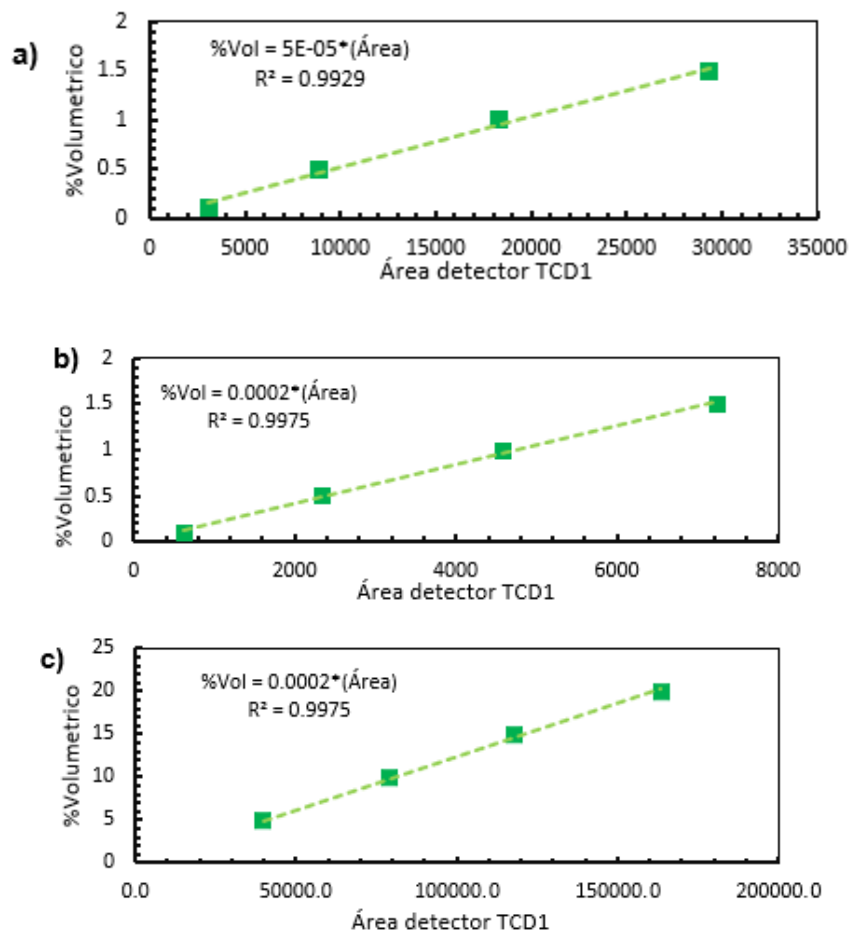 a)
%Vol = 5E-05*(Área)
R² = 0.9929
%Volumetrico
2
1.5
1
0.5
0
0 5000 10000 15000 20000 25000 30000 35000
Área detector TCD1
b)
%Vol = 0.0002*(Área)
R² = 0.9975
%Volumetrico
2
1.5
1
0.5
0
0 2000 4000 6000 8000
Área detector TCD1
c)
%Vol = 0.0002*(Área)
R² = 0.9975
%Volumetrico
25
20
15
10
5
0
0.0 50000.0 100000.0 150000.0 200000.0
Área detector TCD1